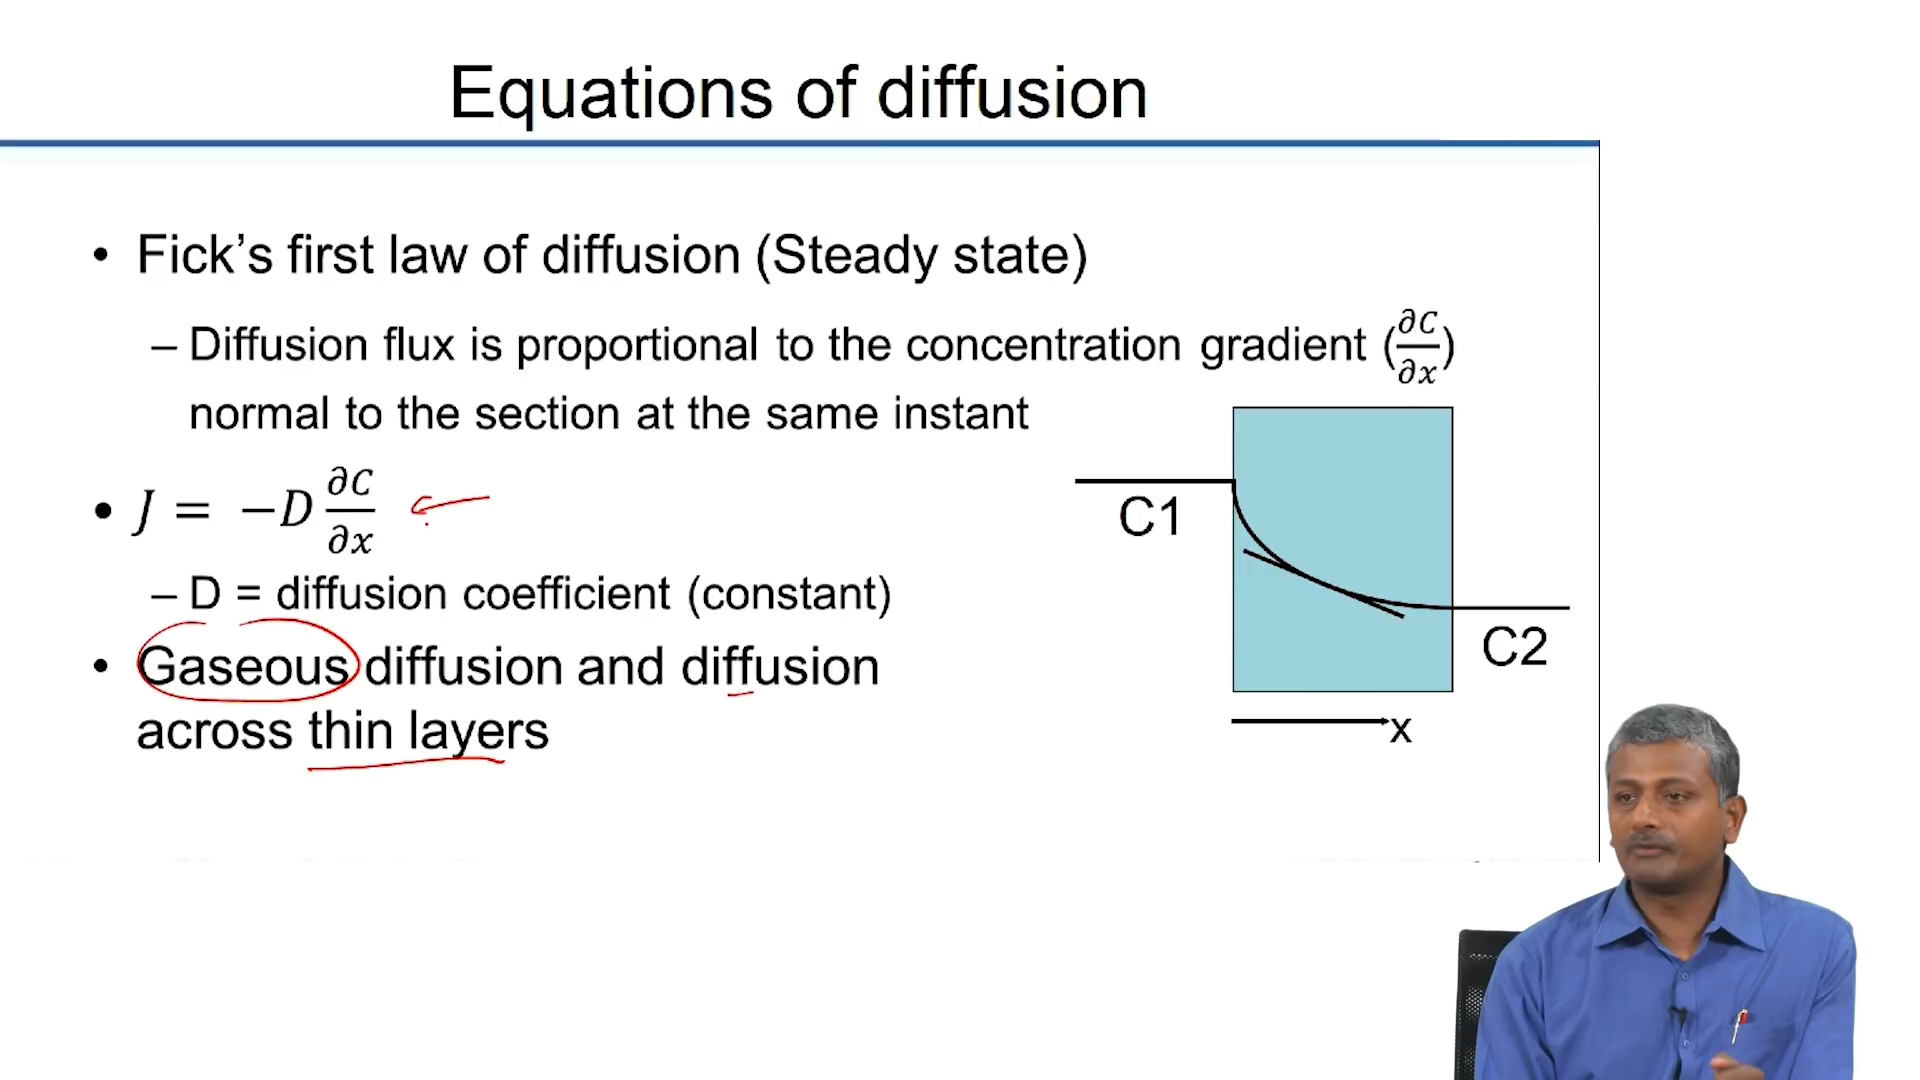 Equations of diffusion
• Fick’s first law of diffusion (Steady state)
– Diffusion flux is proportional to the concentration gradient (∂C/∂x)
normal to the section at the same instant
• J = −D ∂C/∂x
– D = diffusion coefficient (constant)
• Gaseous diffusion and diffusion
across thin layers
C1
C2
x